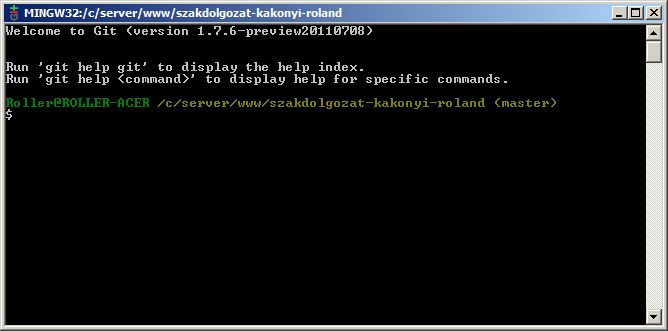 MINGW32:/c/server/www/szakdolgozat-kakonyi-roland
Welcome to Git (version 1.7.6-preview20110708)
Run 'git help git' to display the help index.
Run 'git help <command>' to display help for specific commands.
Roller@ROLLER-ACER /c/server/www/szakdolgozat-kakonyi-roland (master)
$